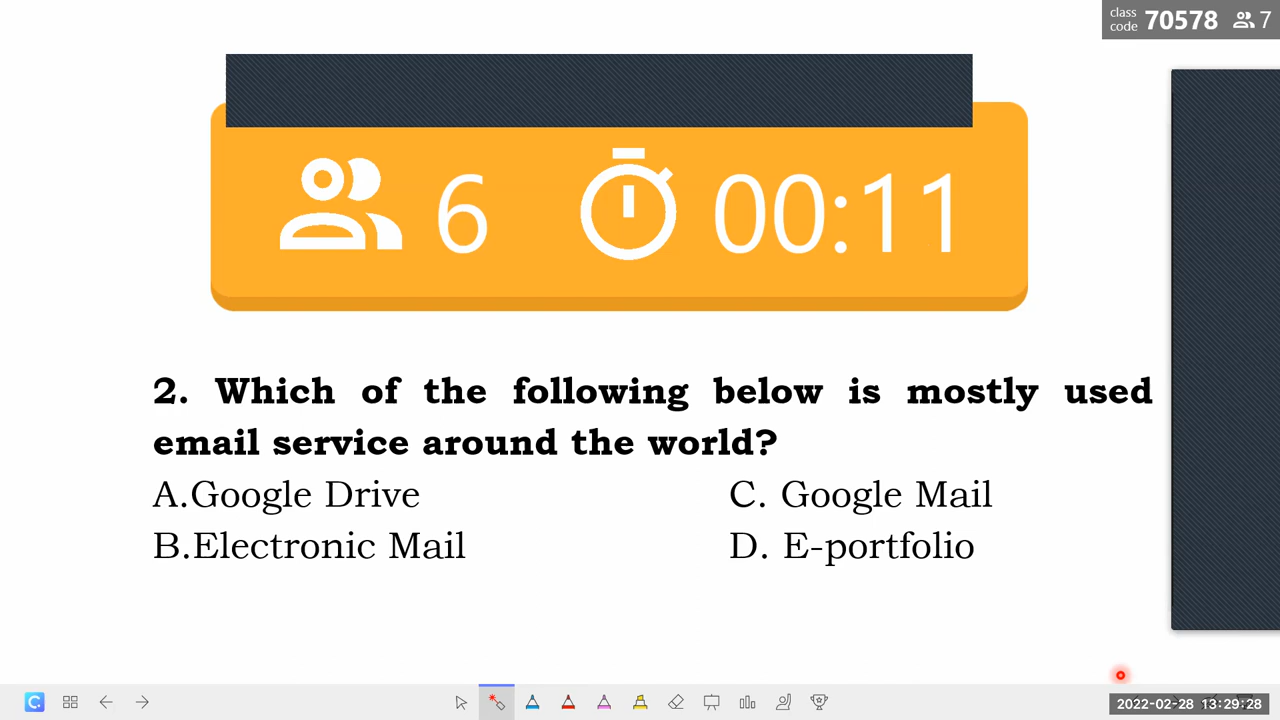 class code 70578 7
6 00:11
2. Which of the following below is mostly used
email service around the world?
A.Google Drive C. Google Mail
B.Electronic Mail D. E-portfolio
2022-02-28 13:29:28